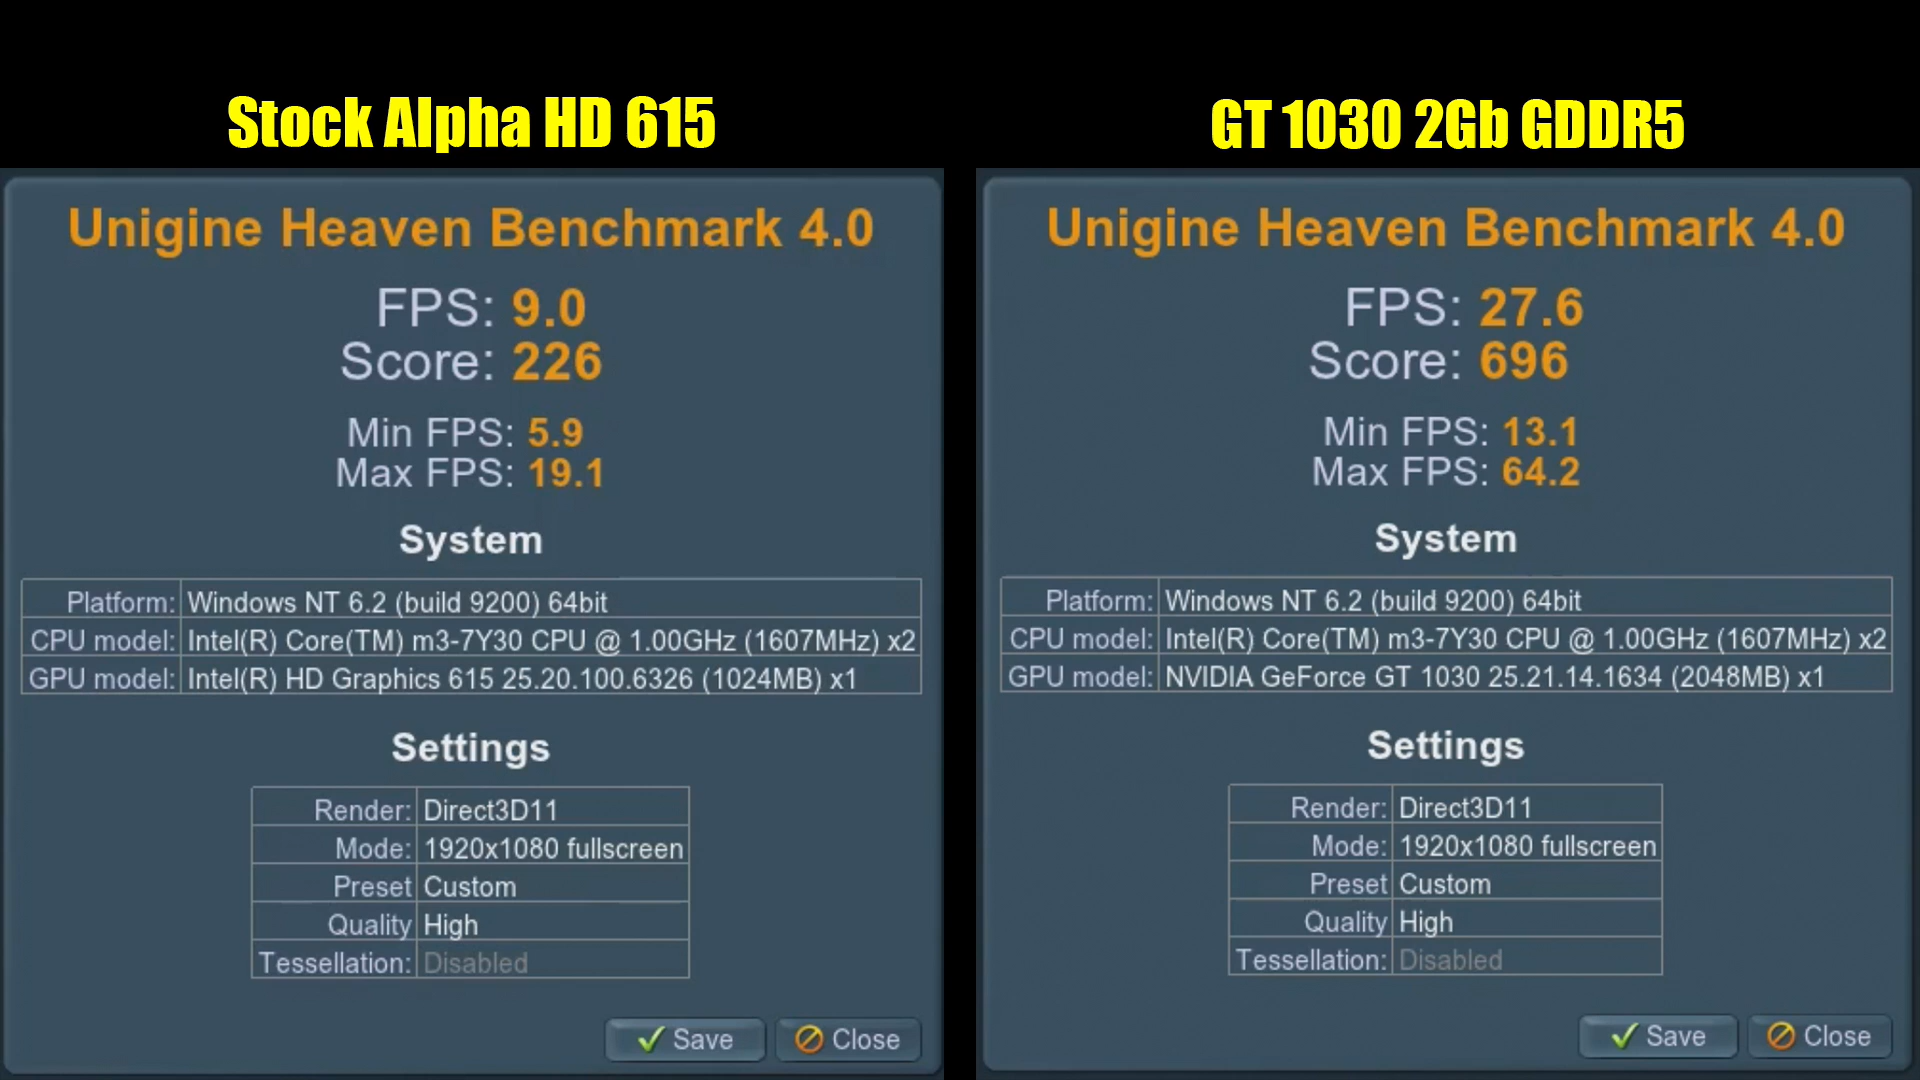 Stock Alpha HD 615
Unigine Heaven Benchmark 4.0
FPS: 9.0
Score: 226
Min FPS: 5.9
Max FPS: 19.1
System
Platform: Windows NT 6.2 (build 9200) 64bit
CPU model: Intel(R) Core(TM) m3-7Y30 CPU @ 1.00GHz (1607MHz) x2
GPU model: Intel(R) HD Graphics 615 25.20.100.6326 (1024MB) x1
Settings
Render: Direct3D11
Mode: 1920x1080 fullscreen
Preset Custom
Quality High
Tessellation: Disabled
Save Close
GT 1030 2Gb GDDR5
Unigine Heaven Benchmark 4.0
FPS: 27.6
Score: 696
Min FPS: 13.1
Max FPS: 64.2
System
Platform: Windows NT 6.2 (build 9200) 64bit
CPU model: Intel(R) Core(TM) m3-7Y30 CPU @ 1.00GHz (1607MHz) x2
GPU model: NVIDIA GeForce GT 1030 25.21.14.1634 (2048MB) x1
Settings
Render: Direct3D11
Mode: 1920x1080 fullscreen
Preset Custom
Quality High
Tessellation: Disabled
Save Close